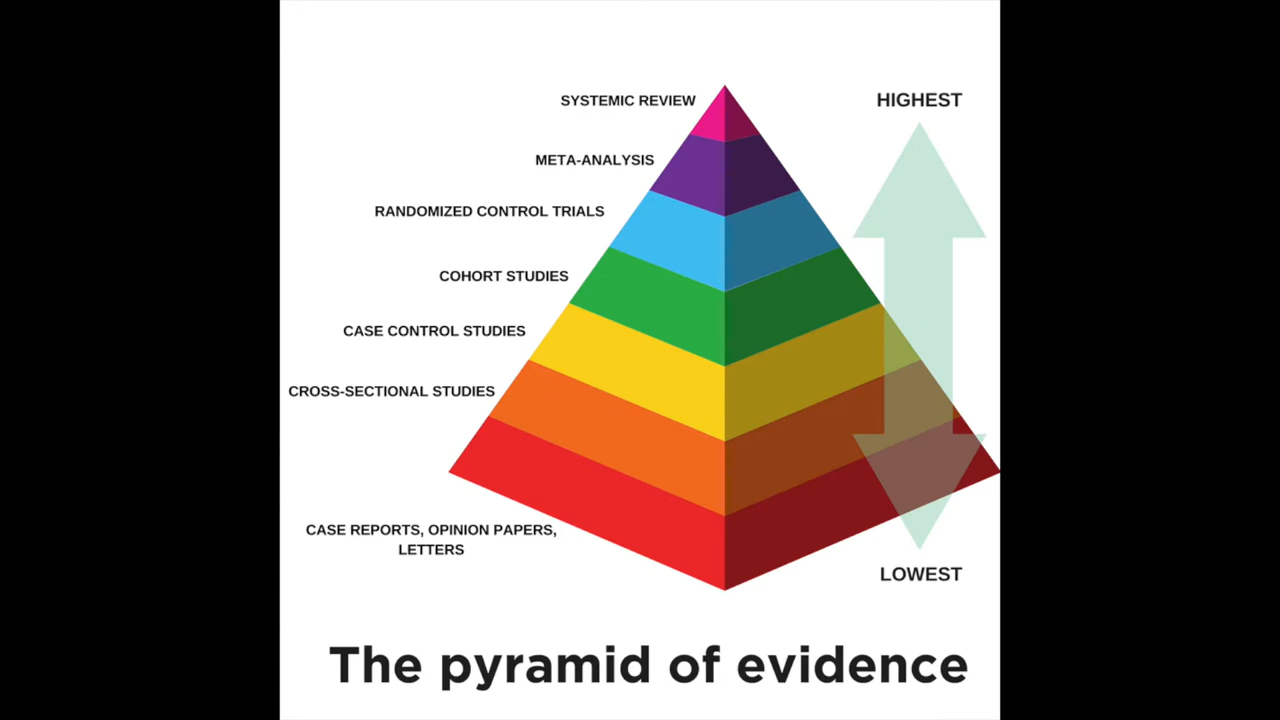 SYSTEMIC REVIEW
HIGHEST
META-ANALYSIS
RANDOMIZED CONTROL TRIALS
COHORT STUDIES
CASE CONTROL STUDIES
CROSS-SECTIONAL STUDIES
CASE REPORTS, OPINION PAPERS,
LETTERS
LOWEST
The pyramid of evidence